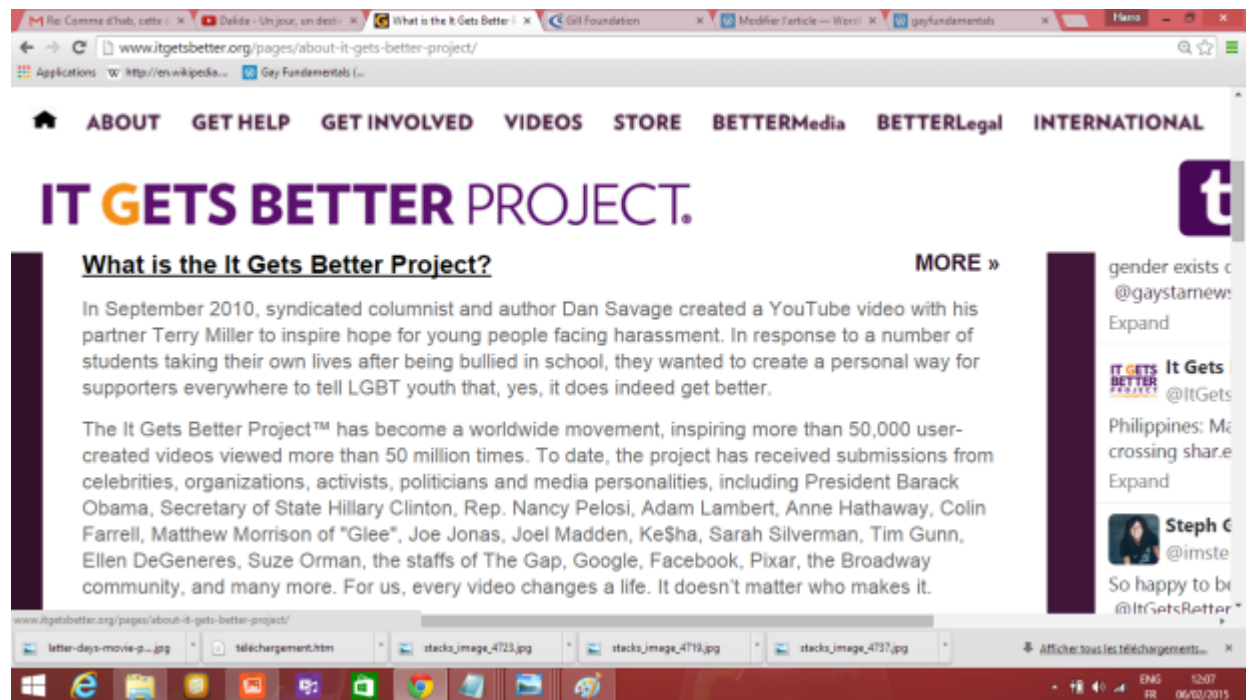 Re: Comme d'hab, cette
Dalida - Un jour, un desti
What is the It Gets Better
Gill Foundation
Modifier l'article — Word
gayfundamentals
www.itgetsbetter.org/pages/about-it-gets-better-project/
Applications
http://en.wikipedia...
Gay Fundamentals (...
ABOUT GET HELP GET INVOLVED VIDEOS STORE BETTERMedia BETTERLegal INTERNATIONAL
IT GETS BETTER PROJECT®
t
What is the It Gets Better Project?
MORE »
In September 2010, syndicated columnist and author Dan Savage created a YouTube video with his
partner Terry Miller to inspire hope for young people facing harassment. In response to a number of
students taking their own lives after being bullied in school, they wanted to create a personal way for
supporters everywhere to tell LGBT youth that, yes, it does indeed get better.
The It Gets Better Project™ has become a worldwide movement, inspiring more than 50,000 user-
created videos viewed more than 50 million times. To date, the project has received submissions from
celebrities, organizations, activists, politicians and media personalities, including President Barack
Obama, Secretary of State Hillary Clinton, Rep. Nancy Pelosi, Adam Lambert, Anne Hathaway, Colin
Farrell, Matthew Morrison of "Glee", Joe Jonas, Joel Madden, Ke$ha, Sarah Silverman, Tim Gunn,
Ellen DeGeneres, Suze Orman, the staffs of The Gap, Google, Facebook, Pixar, the Broadway
community, and many more. For us, every video changes a life. It doesn't matter who makes it.
gender exists
@gaystarnews
Expand
IT GETS BETTER PROJECT
It Gets
@ItGets
Philippines:
crossing shar.e
Expand
Steph
@imste
So happy to be
@ItGetsBetter
www.itgetsbetter.org/pages/about-it-gets-better-project/
letter-days-movie-p....jpg
téléchargement.htm
stacks_image_4723.jpg
stacks_image_4719.jpg
stacks_image_4737.jpg
Afficher tous les téléchargements...
ENG
FR
12:07
06/02/2015